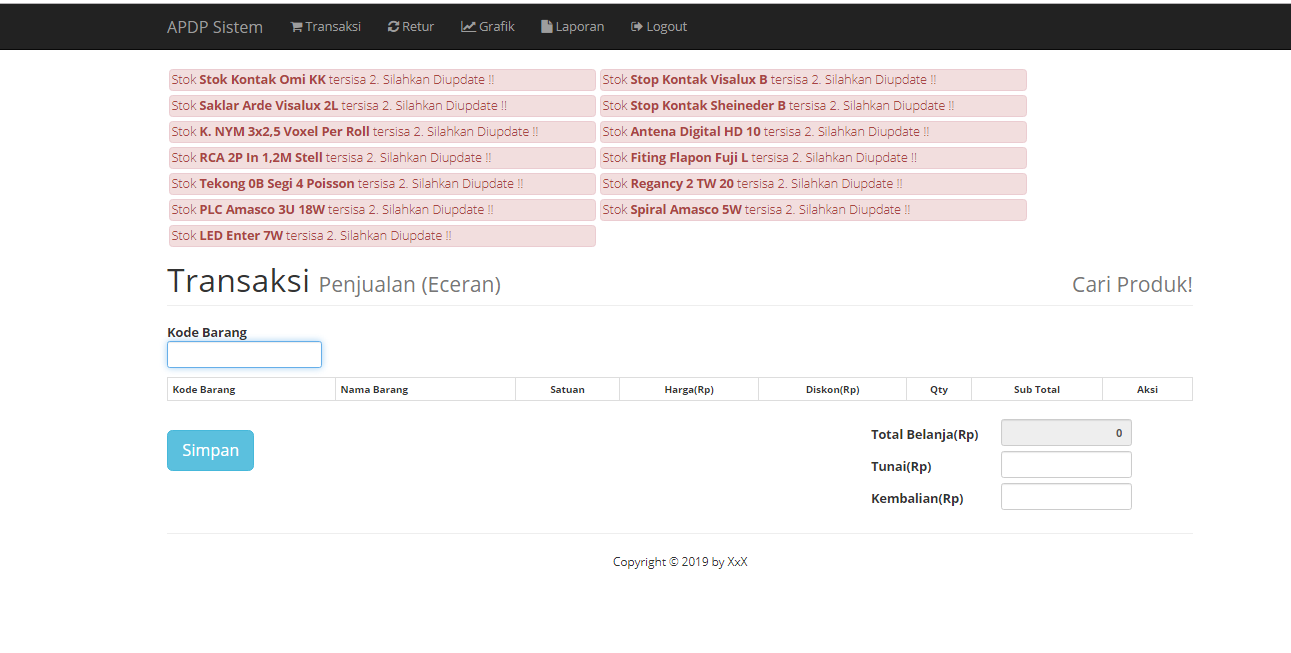 APDP Sistem Transaksi Retur Grafik Laporan Logout
Stok Stok Kontak Omi KK tersisa 2. Silahkan Diupdate !! Stok Stop Kontak Visalux B tersisa 2. Silahkan Diupdate !!
Stok Saklar Arde Visalux 2L tersisa 2. Silahkan Diupdate !! Stok Stop Kontak Sheineder B tersisa 2. Silahkan Diupdate !!
Stok K. NYM 3x2,5 Voxel Per Roll tersisa 2. Silahkan Diupdate !! Stok Antena Digital HD 10 tersisa 2. Silahkan Diupdate !!
Stok RCA 2P In 1,2M Stell tersisa 2. Silahkan Diupdate !! Stok Fiting Flapon Fuji L tersisa 2. Silahkan Diupdate !!
Stok Tekong 0B Segi 4 Poisson tersisa 2. Silahkan Diupdate !! Stok Regancy 2 TW 20 tersisa 2. Silahkan Diupdate !!
Stok PLC Amasco 3U 18W tersisa 2. Silahkan Diupdate !! Stok Spiral Amasco 5W tersisa 2. Silahkan Diupdate !!
Stok LED Enter 7W tersisa 2. Silahkan Diupdate !!
Transaksi Penjualan (Eceran) Cari Produk!
Kode Barang
Kode Barang Nama Barang Satuan Harga(Rp) Diskon(Rp) Qty Sub Total Aksi
Simpan
Total Belanja(Rp) 0
Tunai(Rp)
Kembalian(Rp)
Copyright © 2019 by XxX